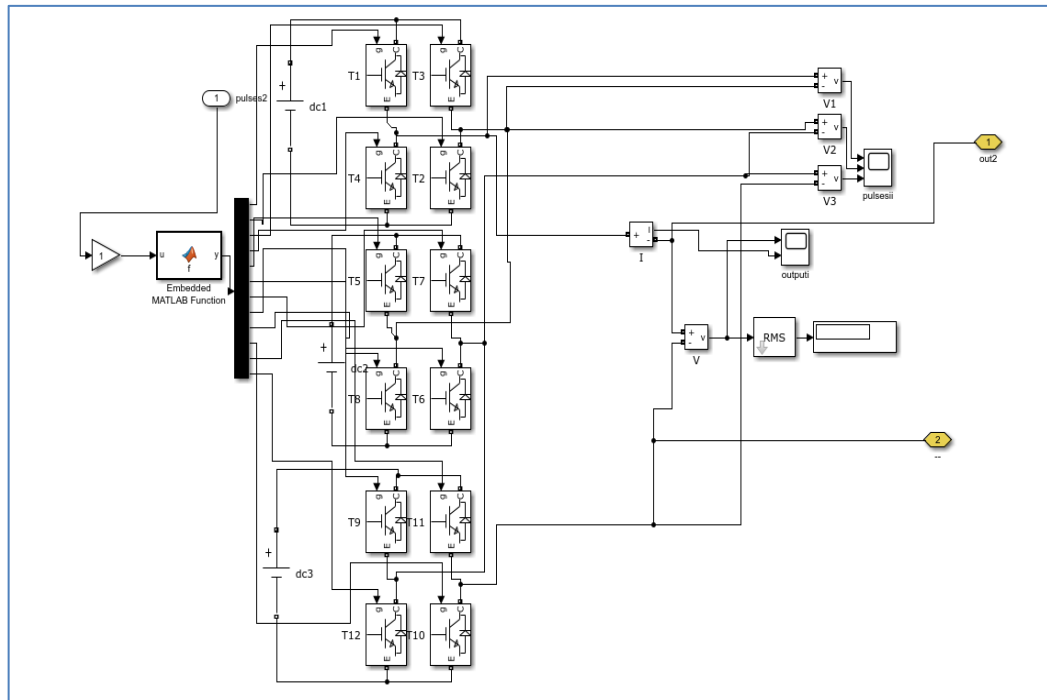 1
pulses2
1
u
f
y
Embedded
MATLAB Function
+
dc1
g
C
E
T1
g
C
E
T3
g
C
E
T4
g
C
E
T2
g
C
E
T5
g
C
E
T7
+
dc2
g
C
E
T8
g
C
E
T6
g
C
E
T9
g
C
E
T11
+
dc3
g
C
E
T12
g
C
E
T10
+
-
v
V1
+
-
v
V2
+
-
v
V3
pulsesii
1
out2
+
i
-
I
outputi
+
-
v
V
RMS
2
--